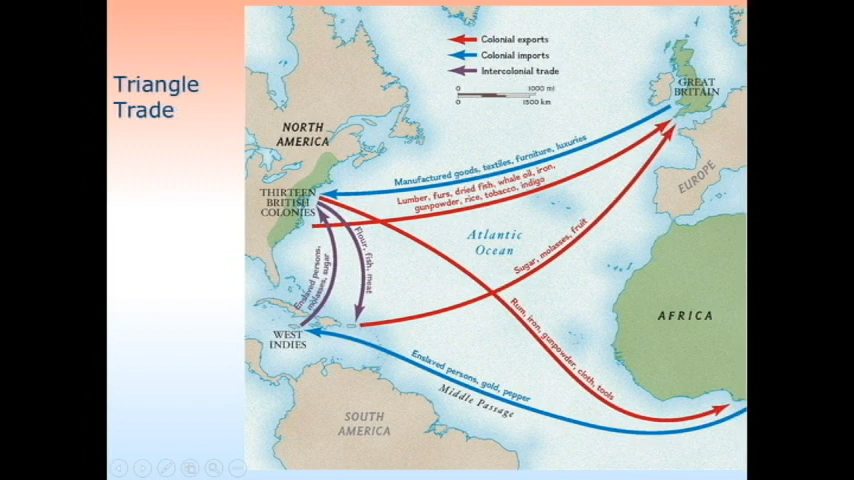 Triangle
Trade
Colonial exports
Colonial imports
Intercolonial trade
0 1000 mi
0 1500 km
GREAT
BRITAIN
NORTH
AMERICA
Manufactured goods, textiles, furniture, luxuries
Lumber, furs, dried fish, whale oil, iron,
gunpowder, rice, tobacco, indigo
EUROPE
THIRTEEN
BRITISH
COLONIES
Atlantic
Ocean
Sugar, molasses, fruit
Flour, fish, meat
Enslaved persons,
molasses, sugar
Rum, iron, gunpowder, cloth, tools
AFRICA
WEST
INDIES
Enslaved persons, gold, pepper
Middle Passage
SOUTH
AMERICA